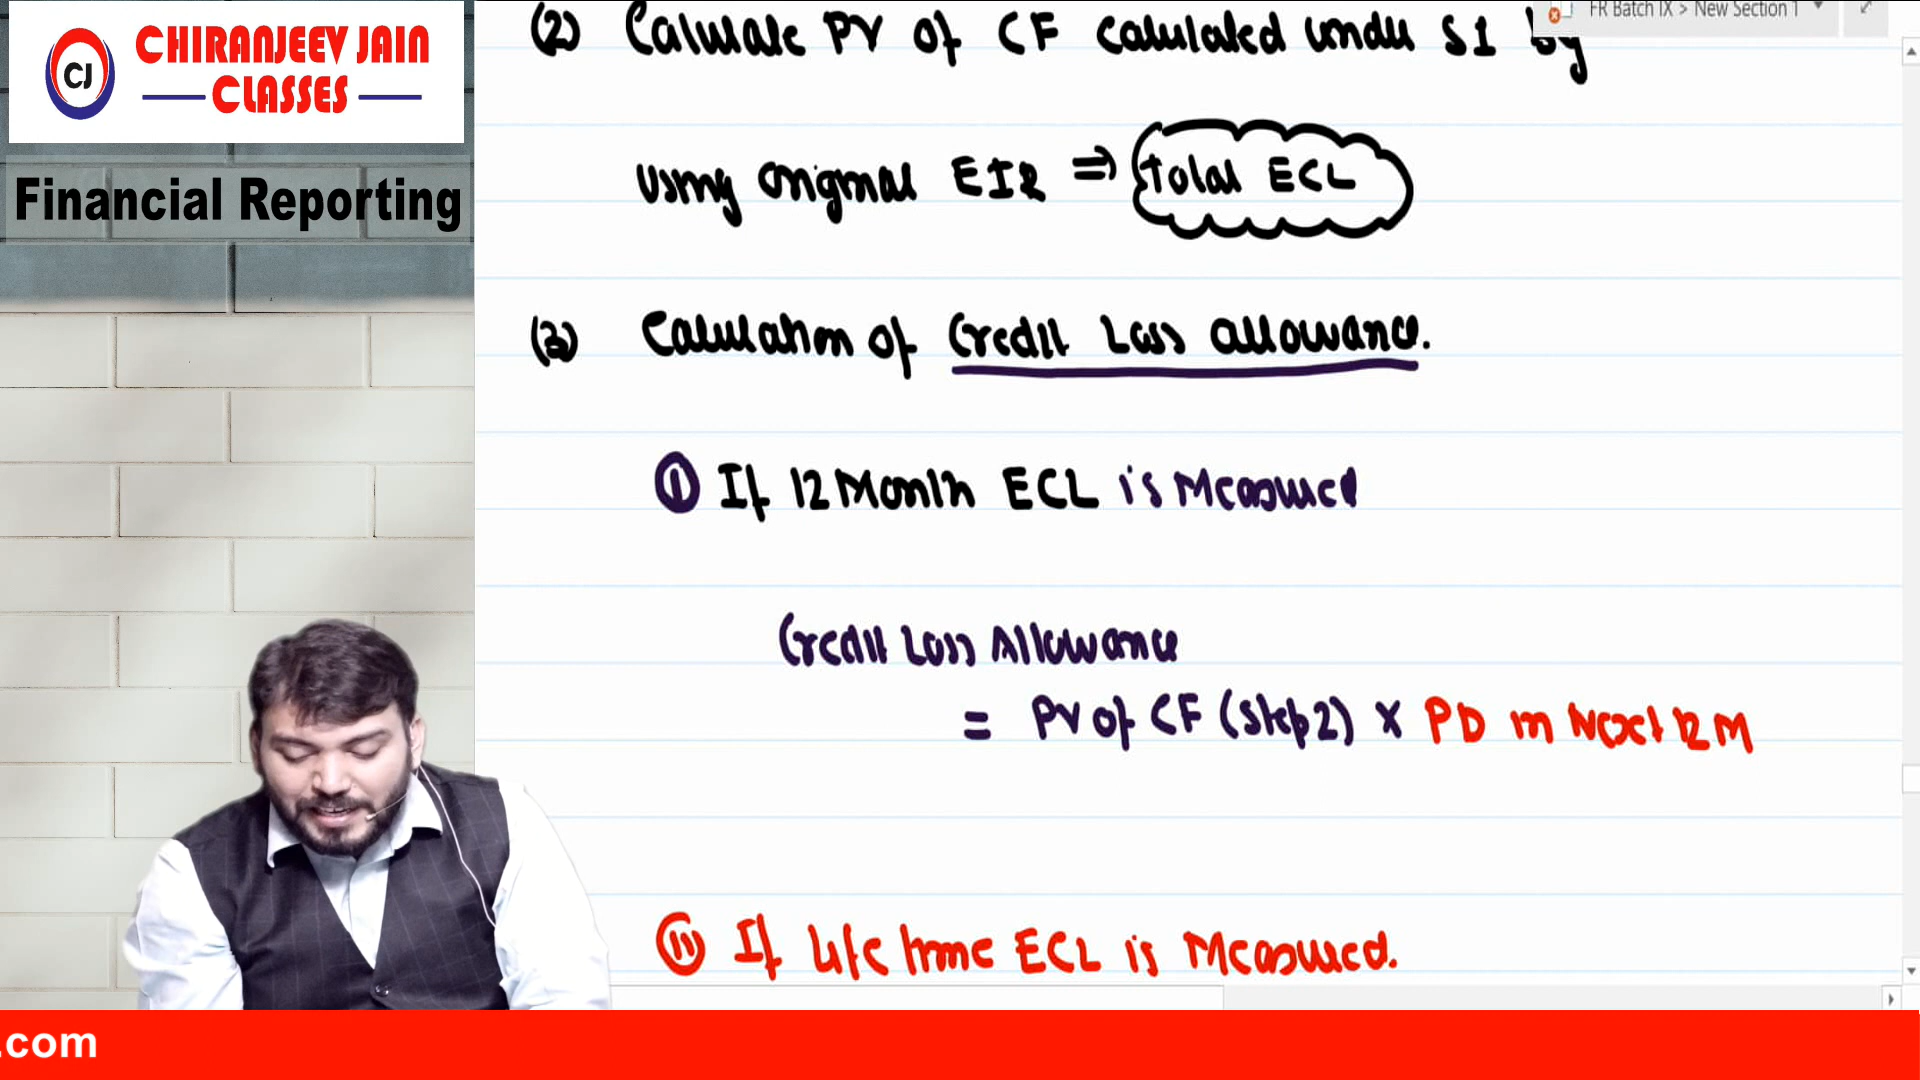 CHIRANJEEV JAIN
CJ
CLASSES
Financial Reporting
FR Batch IX > New Section 1
(2) Calculate PV of CF calculated under S1 by
using original EIR ⇒ Total ECL
(3) Calculation of Credit Loss allowance.
(i) If 12 Month ECL is Measured
Credit Loss Allowance
= PV of CF (Step 2) × PD in Next 12 M
(ii) If Life time ECL is Measured.
.com